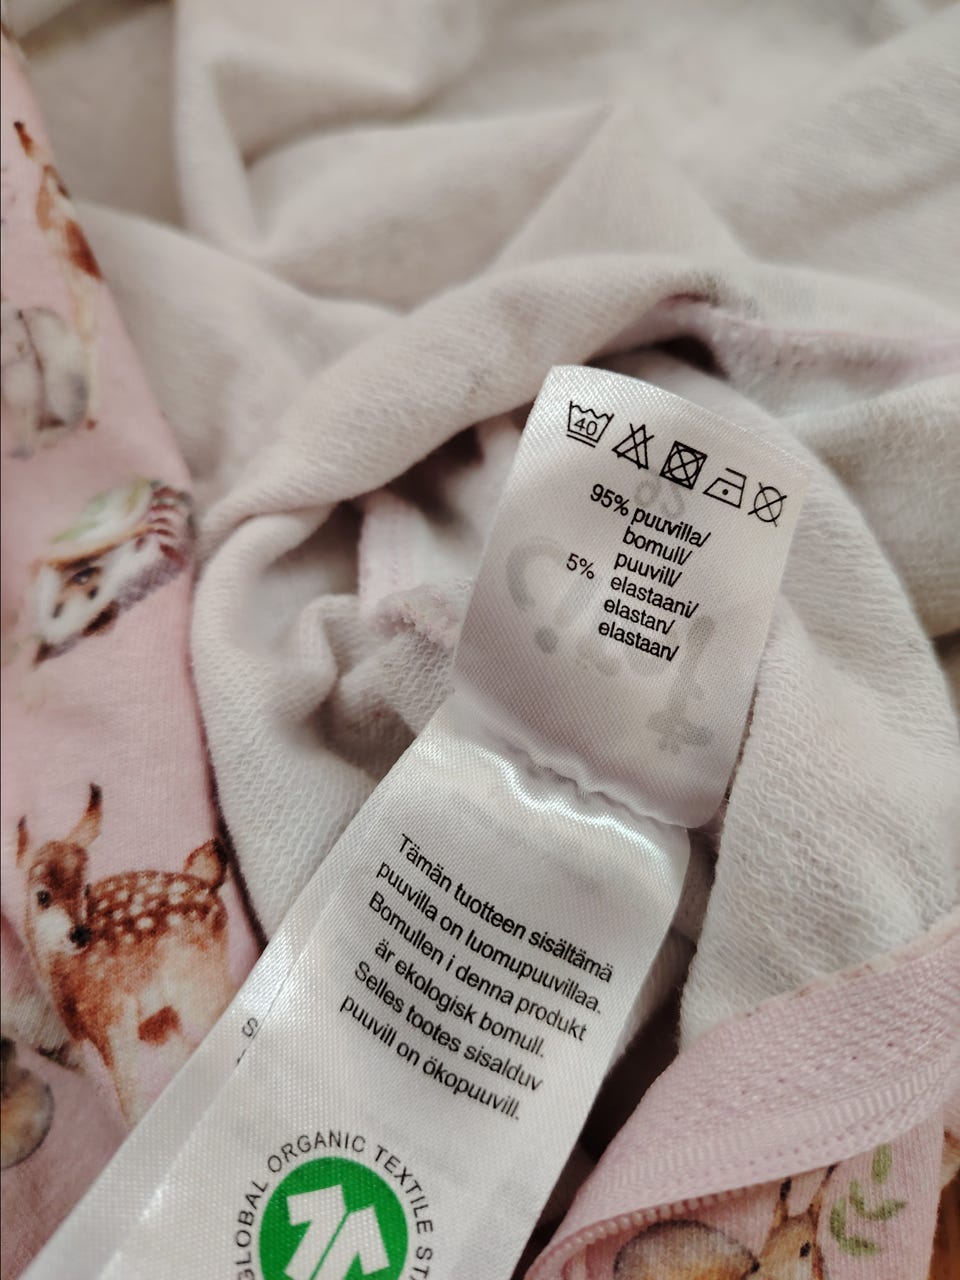 40
95% puuvilla/
bomull/
puuvill/
5% elastaani/
elastan/
elastaan/
Tämän tuotteen sisältämä
puuvilla on luomupuuvillaa.
Bomullen i denna produkt
är ekologisk bomull.
Selles tootes sisalduv
puuvill on ökopuuvill.
GLOBAL ORGANIC TEXTILE